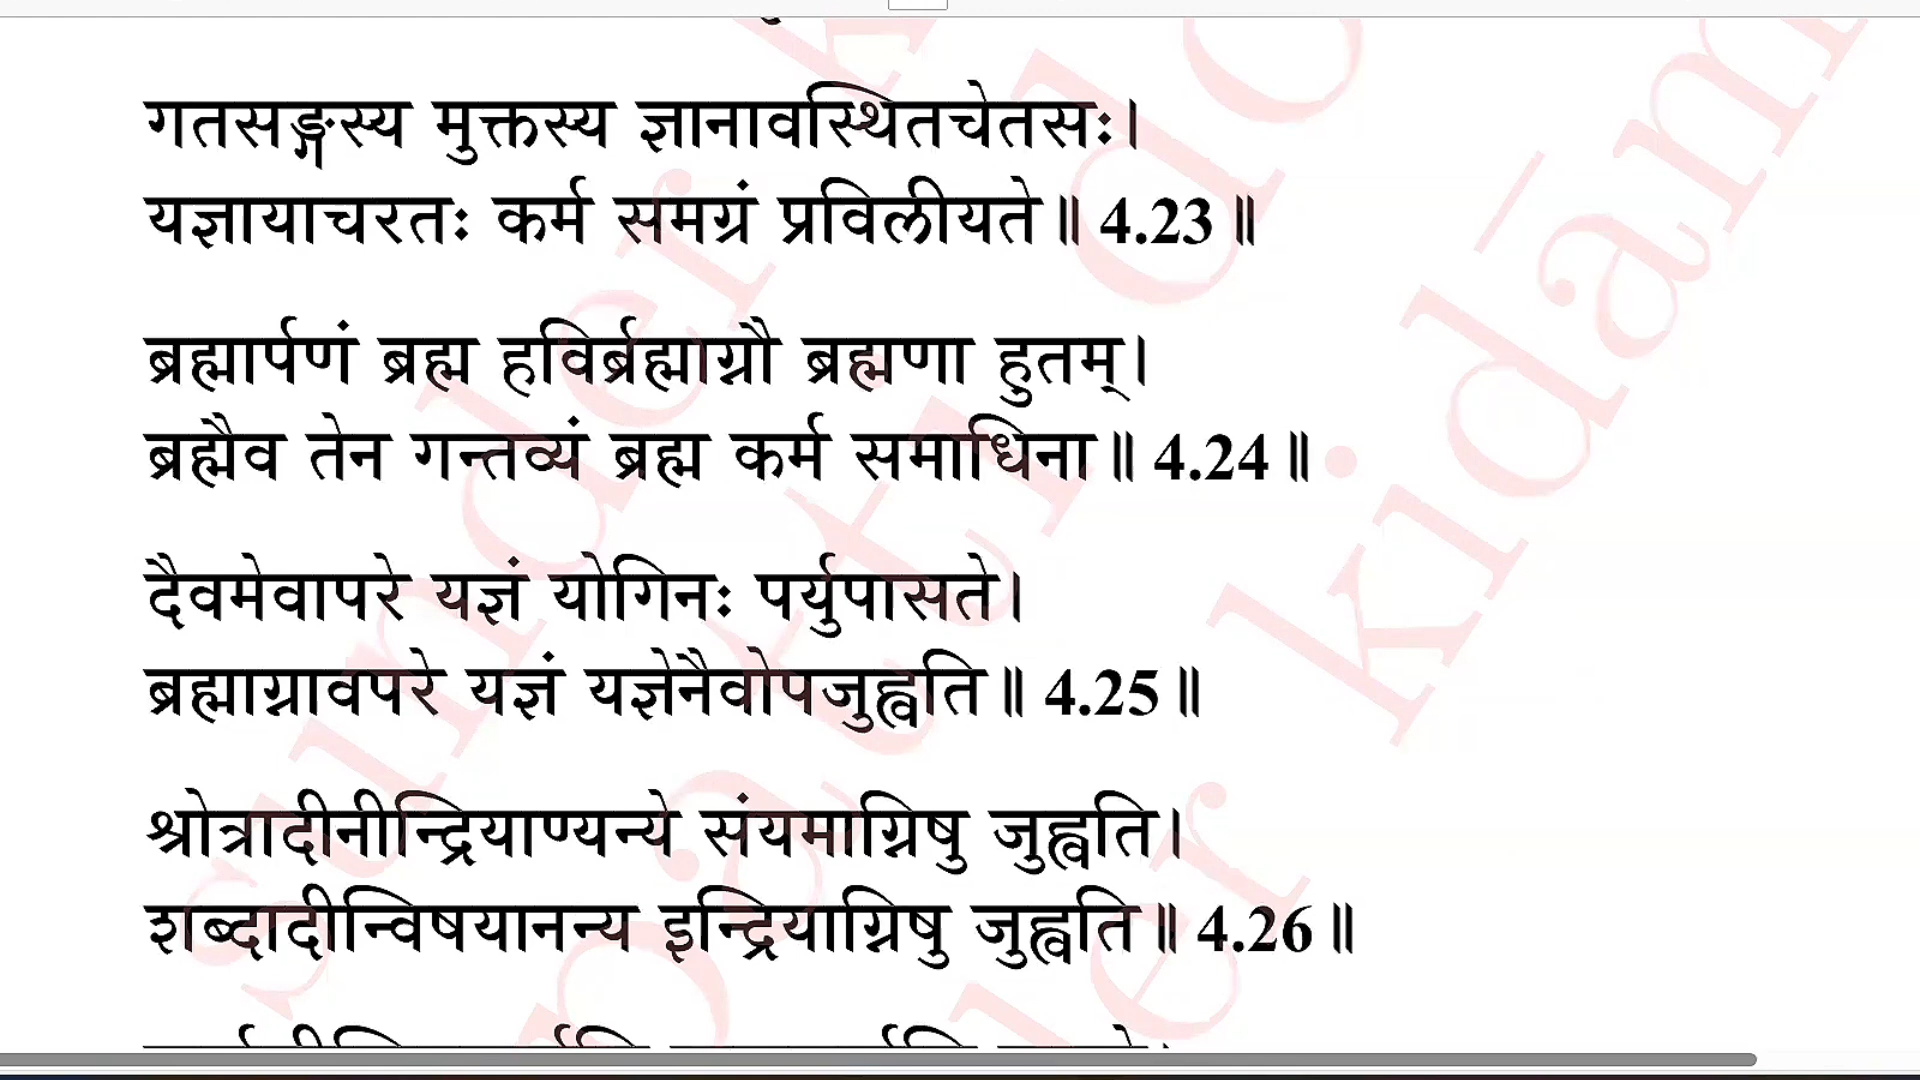 गतसङ्गस्य मुक्तस्य ज्ञानावस्थितचेतसः।
यज्ञायाचरतः कर्म समग्रं प्रविलीयते॥ 4.23॥
ब्रह्मार्पणं ब्रह्म हविर्ब्रह्माग्नौ ब्रह्मणा हुतम्।
ब्रह्मैव तेन गन्तव्यं ब्रह्म कर्म समाधिना॥ 4.24॥
दैवमेवापरे यज्ञं योगिनः पर्युपासते।
ब्रह्माग्नावपरे यज्ञं यज्ञेनैवोपजुह्वति॥ 4.25॥
श्रोत्रादीनीन्द्रियाण्यन्ये संयमाग्निषु जुह्वति।
शब्दादीन्विषयानन्य इन्द्रियाग्निषु जुह्वति॥ 4.26॥
sunder
kidām